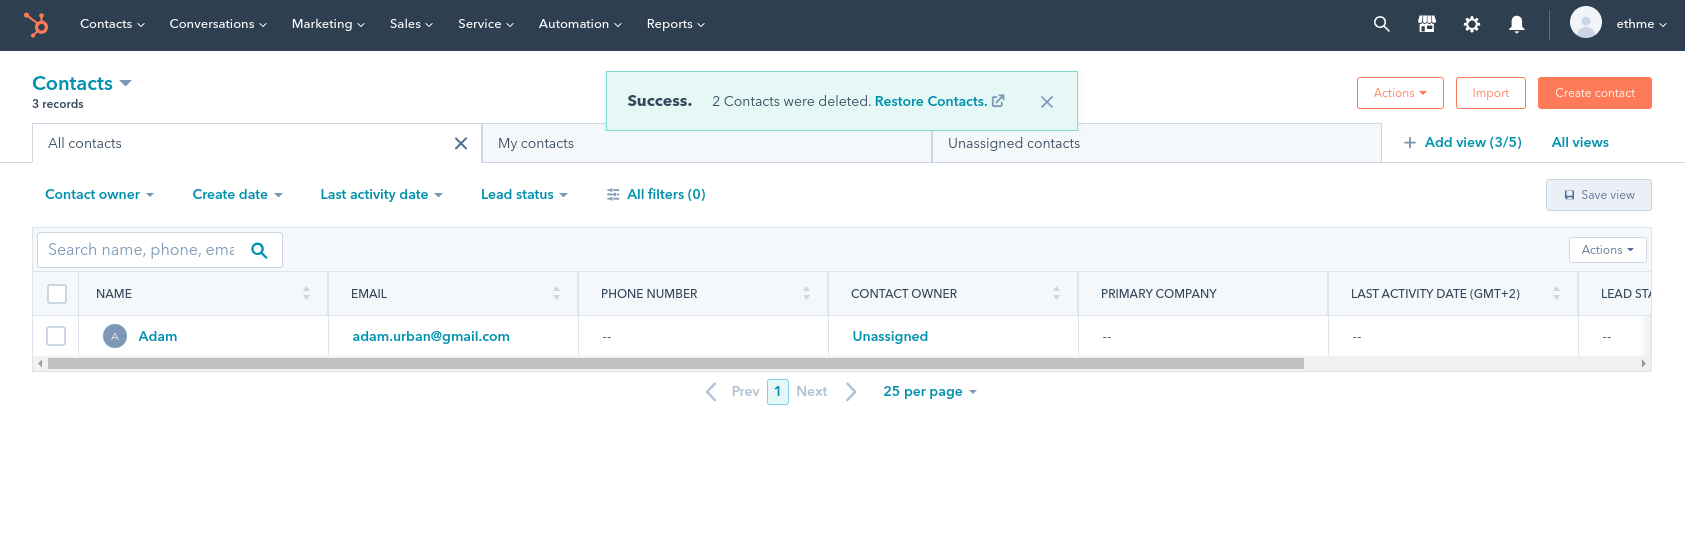 Contacts Conversations Marketing Sales Service Automation Reports ethme
Contacts
3 records
Success. 2 Contacts were deleted. Restore Contacts.
Actions Import Create contact
All contacts My contacts Unassigned contacts Add view (3/5) All views
Contact owner Create date Last activity date Lead status All filters (0) Save view
Search name, phone, ema Actions
NAME EMAIL PHONE NUMBER CONTACT OWNER PRIMARY COMPANY LAST ACTIVITY DATE (GMT+2) LEAD STA
A Adam adam.urban@gmail.com -- Unassigned -- -- --
Prev 1 Next 25 per page